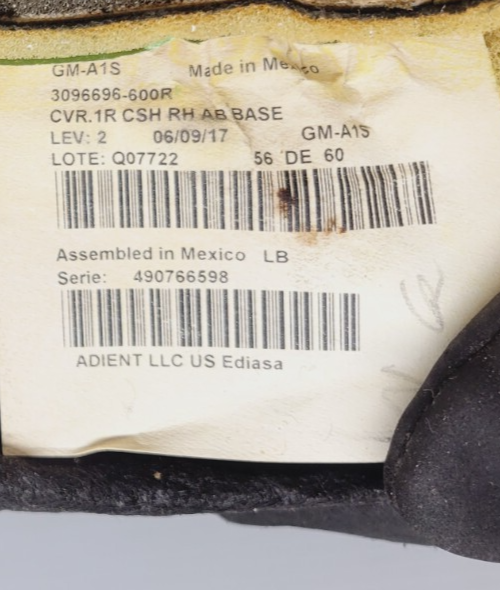 GM-A1S Made in Mexico
3096696-600R
CVR.1R CSH RH AB BASE
LEV: 2 06/09/17 GM-A1S
LOTE: Q07722 56 DE 60
Assembled in Mexico LB
Serie: 490766598
ADIENT LLC US Ediasa